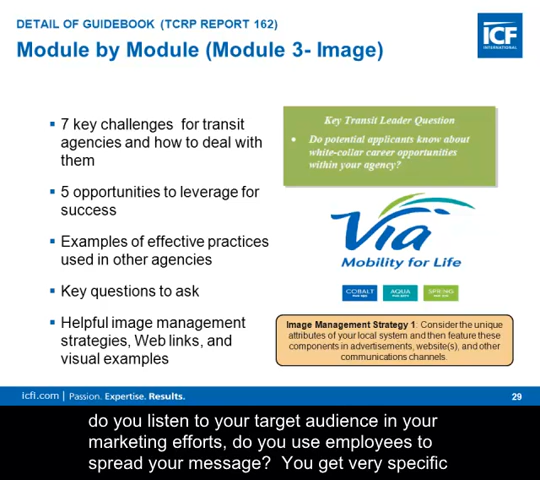 DETAIL OF GUIDEBOOK (TCRP REPORT 162)
Module by Module (Module 3- Image)
ICF
INTERNATIONAL
▪ 7 key challenges for transit
agencies and how to deal with
them
▪ 5 opportunities to leverage for
success
▪ Examples of effective practices
used in other agencies
▪ Key questions to ask
▪ Helpful image management
strategies, Web links, and
visual examples
Key Transit Leader Question
• Do potential applicants know about
white-collar career opportunities
within your agency?
Via
Mobility for Life
COBALT
AQUA
SPRING
Image Management Strategy 1: Consider the unique
attributes of your local system and then feature these
components in advertisements, website(s), and other
communications channels.
icfi.com | Passion. Expertise. Results.
29
do you listen to your target audience in your
marketing efforts, do you use employees to
spread your message? You get very specific